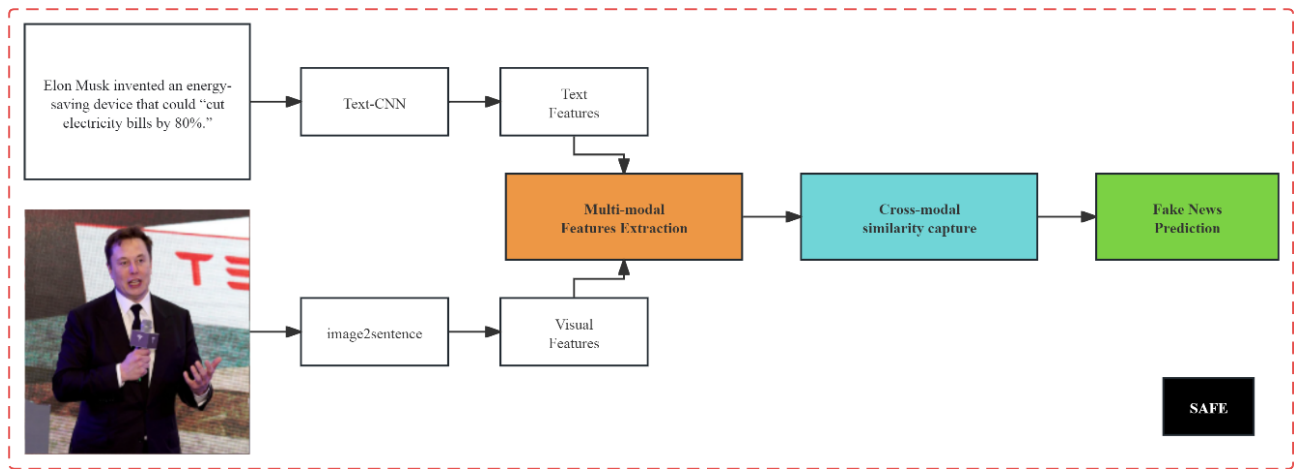 Elon Musk invented an energy-
saving device that could “cut
electricity bills by 80%.”
Text-CNN
Text
Features
Multi-modal
Features Extraction
Cross-modal
similarity capture
Fake News
Prediction
TES
image2sentence
Visual
Features
SAFE